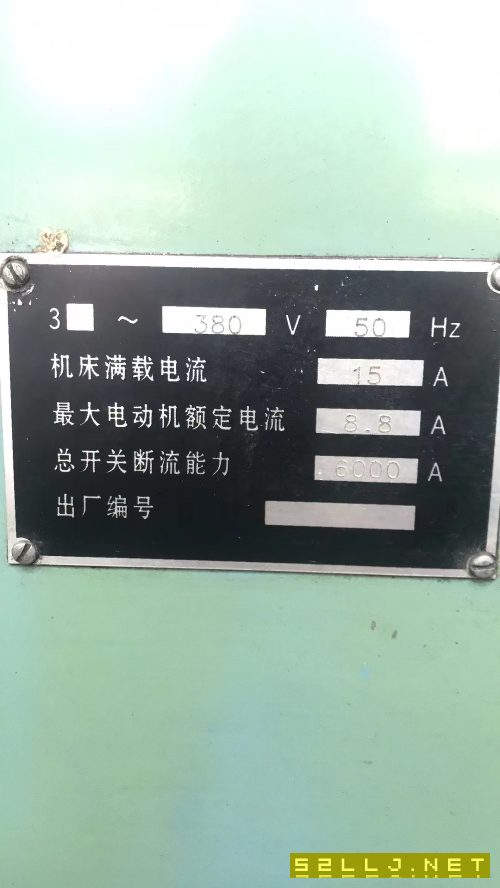 3 ~ 380 V 50 Hz
机床满载电流 15 A
最大电动机额定电流 8.8 A
总开关断流能力 6000 A
出厂编号
52LLJ.NET